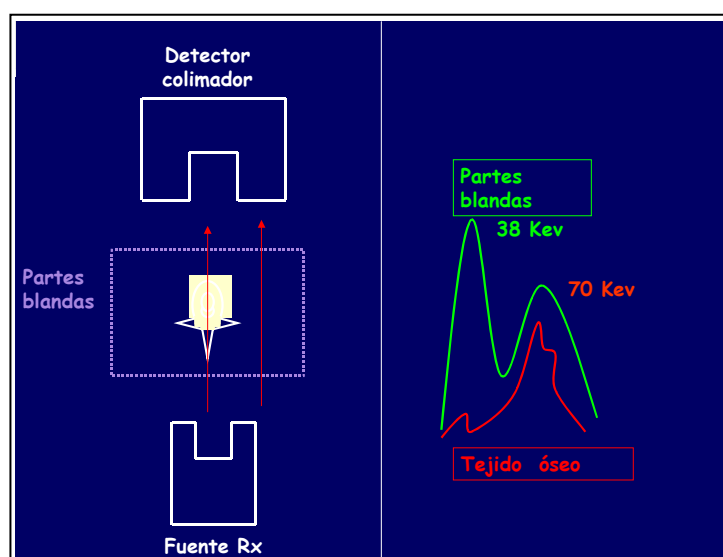 Detector
colimador
Partes
blandas
Fuente Rx
Partes
blandas
38 Kev
70 Kev
Tejido óseo